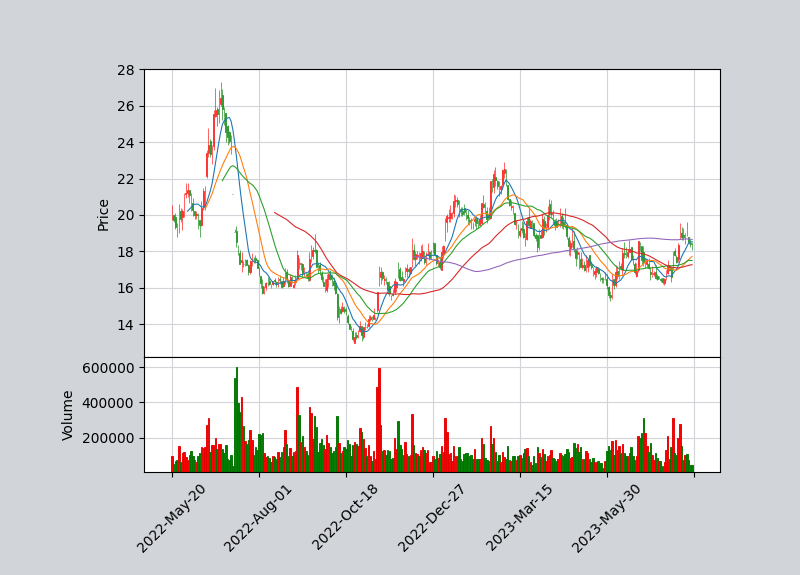 28
26
24
22
20
18
16
14
Price
600000
400000
200000
Volume
2022-May-20
2022-Aug-01
2022-Oct-18
2022-Dec-27
2023-Mar-15
2023-May-30